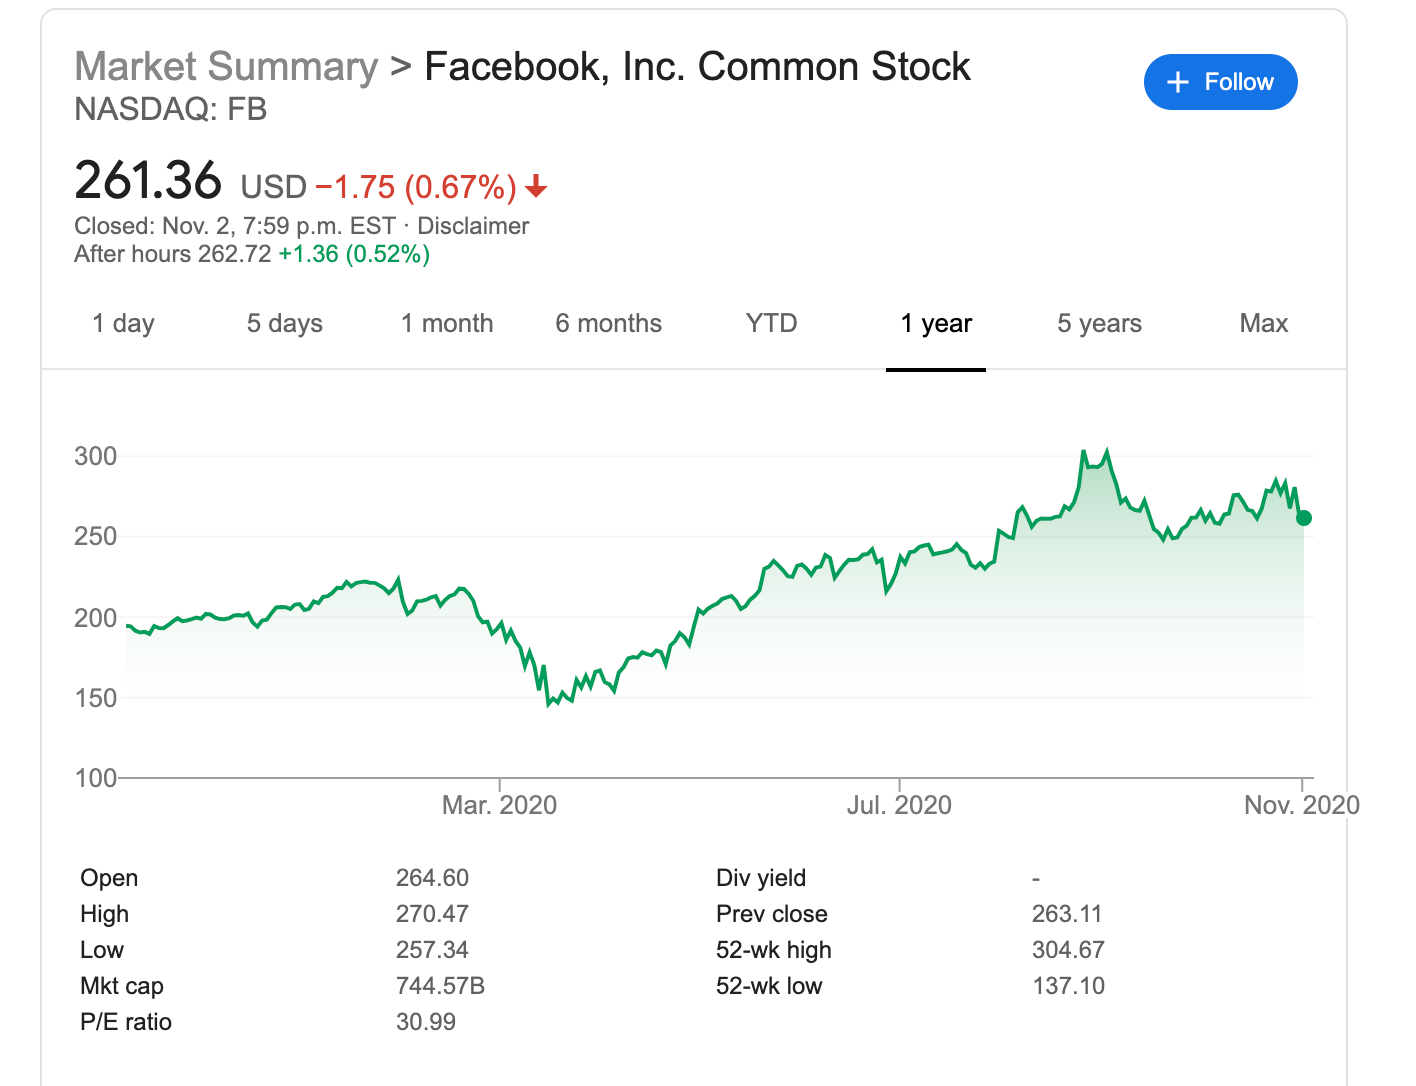 Market Summary > Facebook, Inc. Common Stock
+ Follow
NASDAQ: FB
261.36 USD −1.75 (0.67%)
Closed: Nov. 2, 7:59 p.m. EST · Disclaimer
After hours 262.72 +1.36 (0.52%)
1 day 5 days 1 month 6 months YTD 1 year 5 years Max
300
250
200
150
100
Mar. 2020 Jul. 2020 Nov. 2020
Open 264.60 Div yield -
High 270.47 Prev close 263.11
Low 257.34 52-wk high 304.67
Mkt cap 744.57B 52-wk low 137.10
P/E ratio 30.99